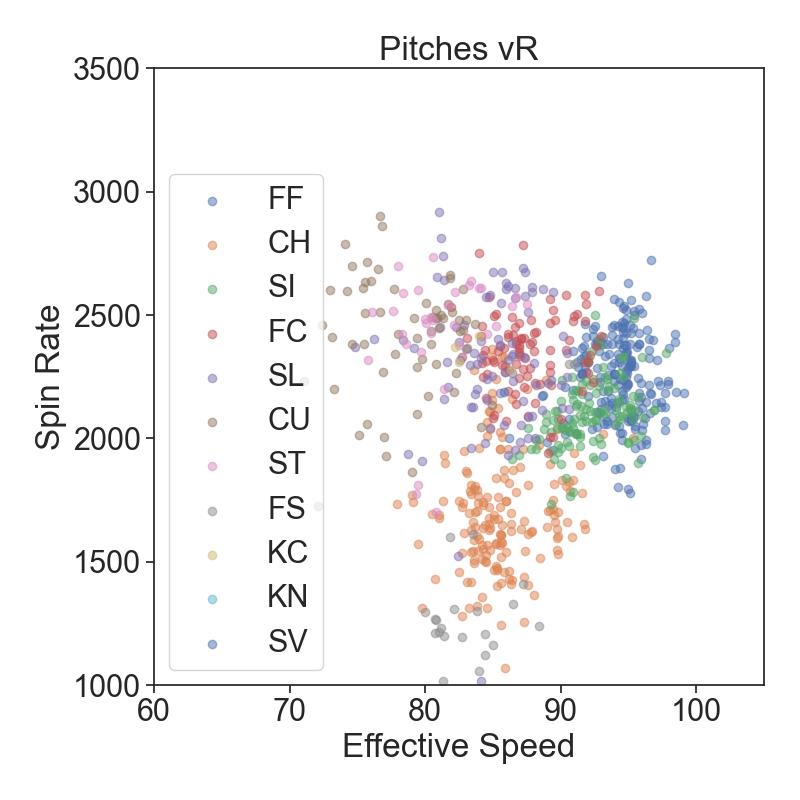 Pitches vR
Spin Rate
3500
3000
2500
2000
1500
1000
FF
CH
SI
FC
SL
CU
ST
FS
KC
KN
SV
60 70 80 90 100
Effective Speed